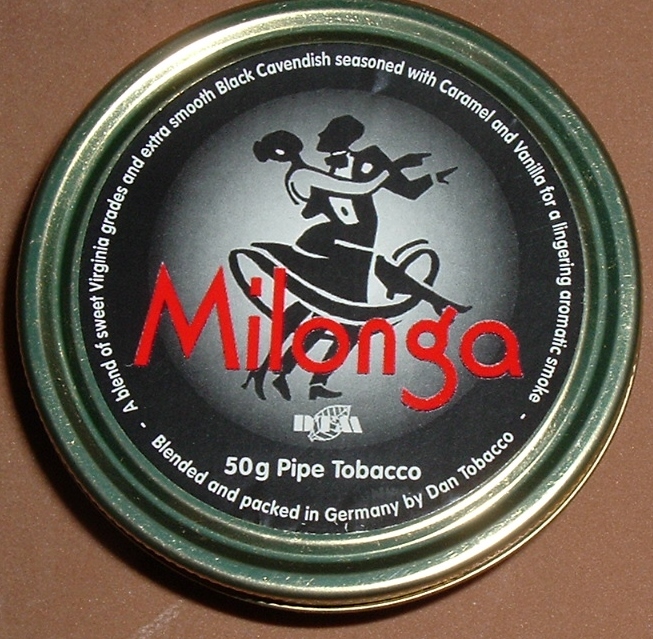 A blend of sweet Virginia grades and extra smooth Black Cavendish seasoned with Caramel and Vanilla for a lingering aromatic smoke
Milonga
DTM
50g Pipe Tobacco
- Blended and packed in Germany by Dan Tobacco -